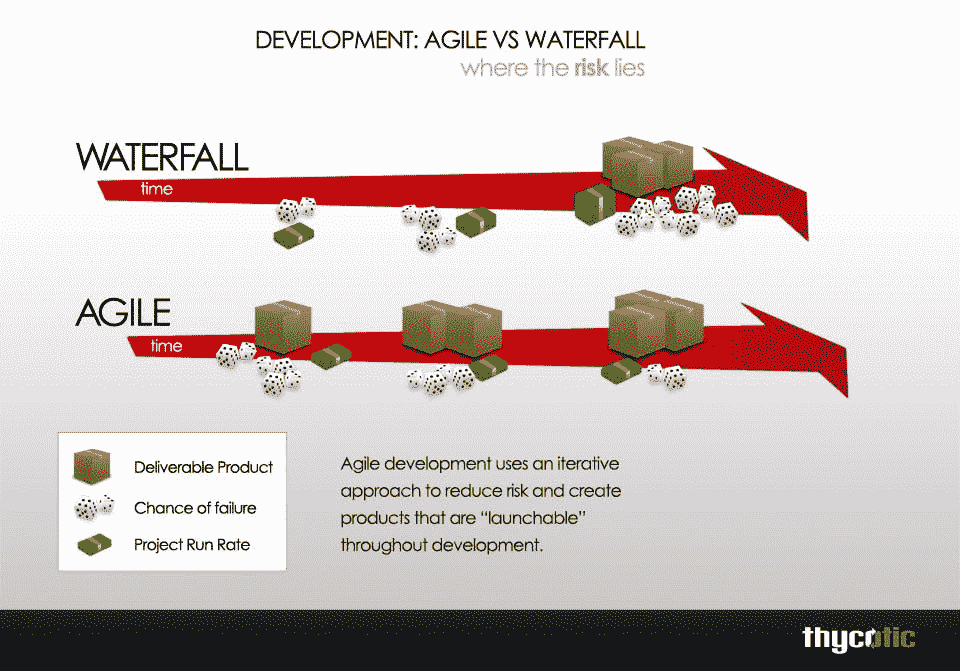 DEVELOPMENT: AGILE VS WATERFALL
where the risk lies
WATERFALL
time
AGILE
time
Deliverable Product
Chance of failure
Project Run Rate
Agile development uses an iterative
approach to reduce risk and create
products that are “launchable”
throughout development.
thycotic